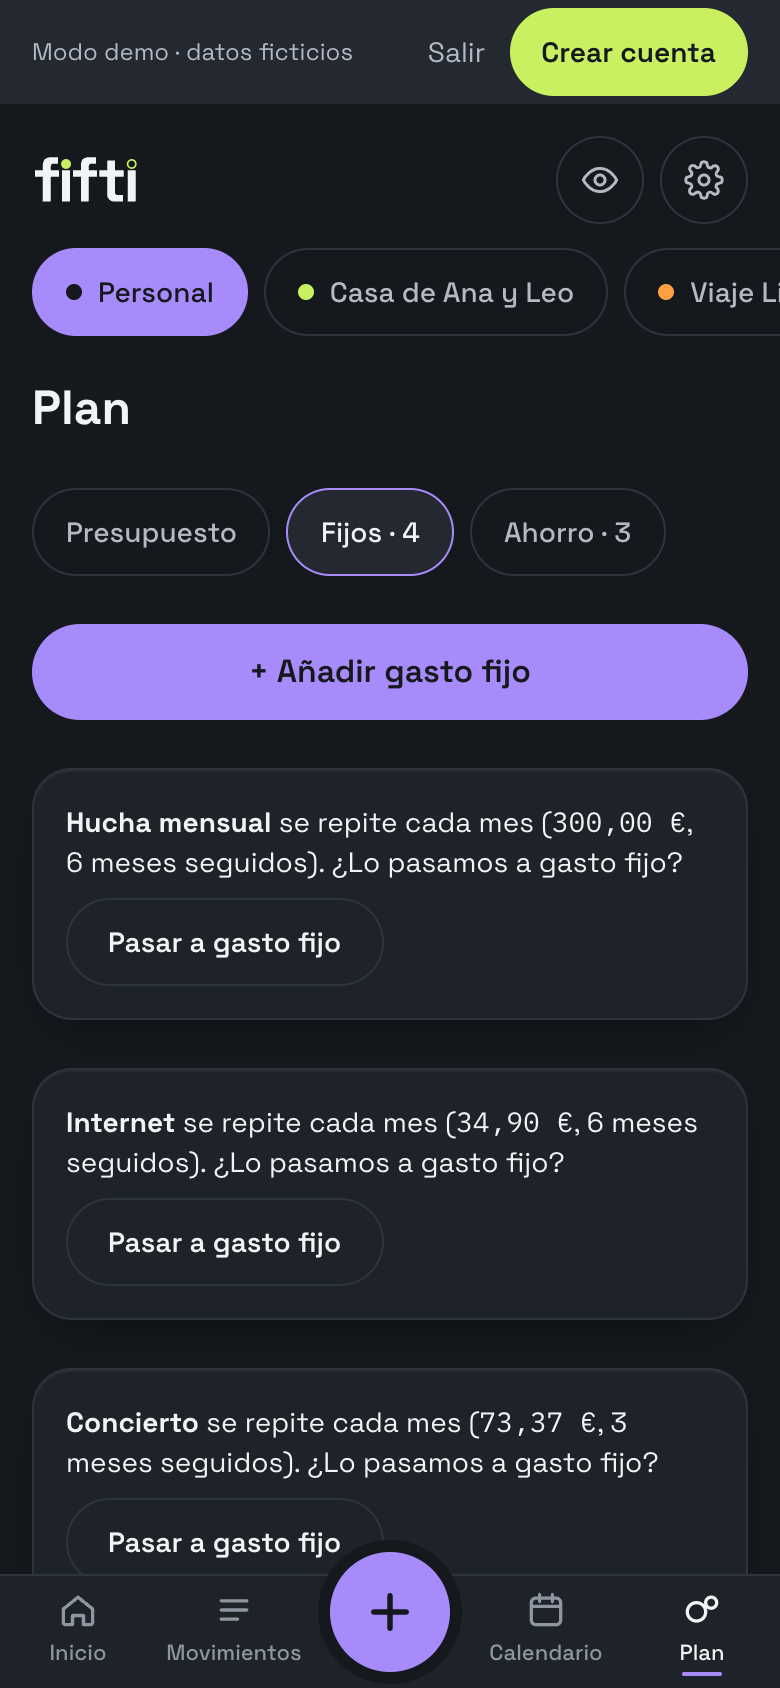 Modo demo · datos ficticios
Salir
Crear cuenta
fifti
Personal
Casa de Ana y Leo
Viaje Li
Plan
Presupuesto
Fijos · 4
Ahorro · 3
+ Añadir gasto fijo
Hucha mensual se repite cada mes (300,00 €,
6 meses seguidos). ¿Lo pasamos a gasto fijo?
Pasar a gasto fijo
Internet se repite cada mes (34,90 €, 6 meses
seguidos). ¿Lo pasamos a gasto fijo?
Pasar a gasto fijo
Concierto se repite cada mes (73,37 €, 3
meses seguidos). ¿Lo pasamos a gasto fijo?
Pasar a gasto fijo
+
Inicio
Movimientos
Calendario
Plan